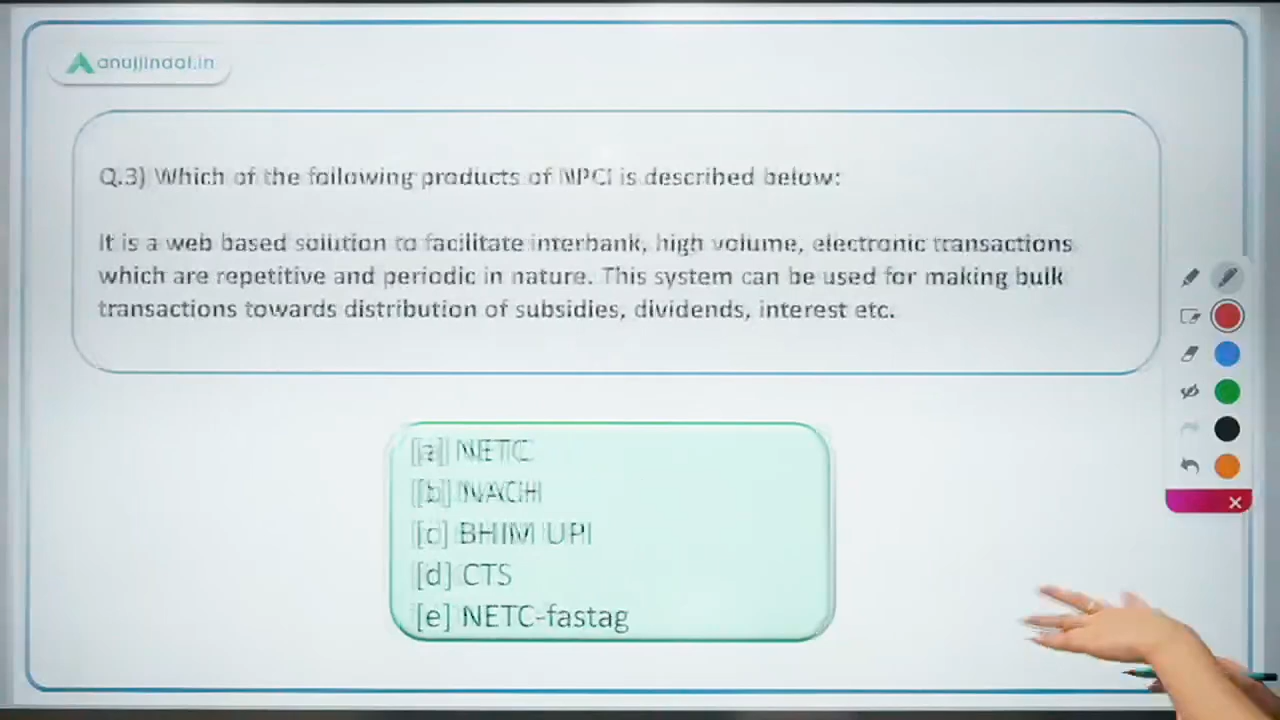 anujjindal.in
Q.3) Which of the following products of NPCI is described below:
It is a web based solution to facilitate interbank, high volume, electronic transactions
which are repetitive and periodic in nature. This system can be used for making bulk
transactions towards distribution of subsidies, dividends, interest etc.
[a] NETC
[b] NACH
[c] BHIM UPI
[d] CTS
[e] NETC-fastag